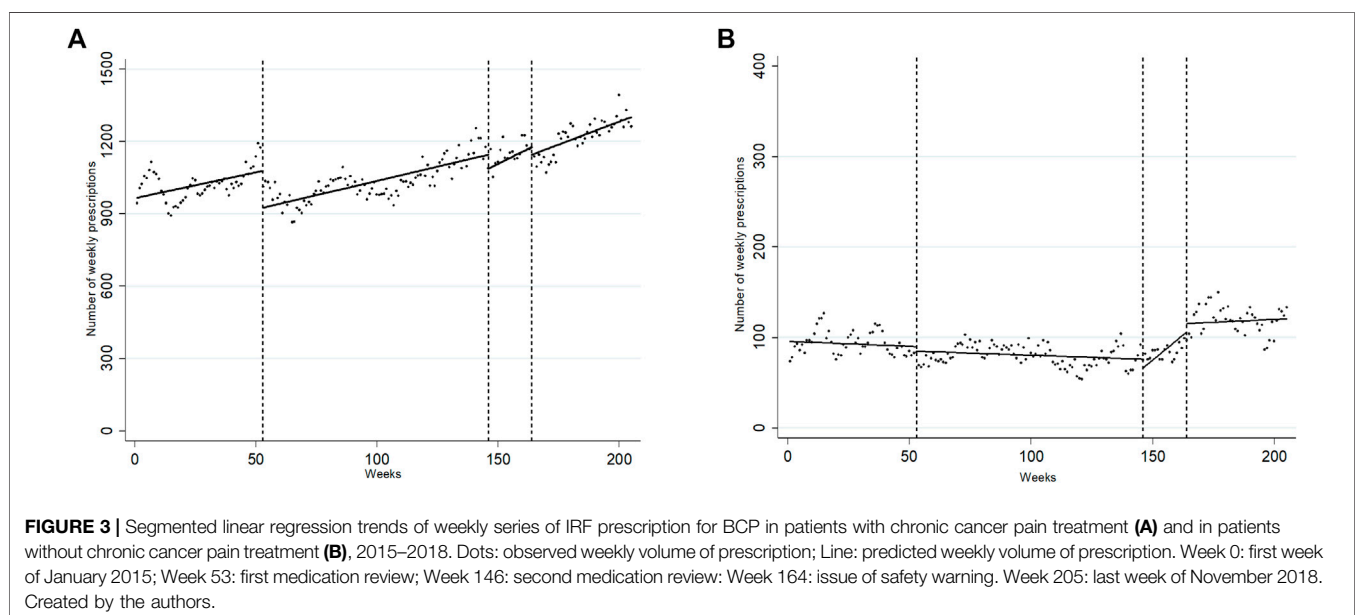 A
1500
1200
900
600
300
0
Number of weekly prescriptions
0 50 100 150 200
Weeks
B
400
300
200
100
0
Number of weekly prescriptions
0 50 100 150 200
Weeks
FIGURE 3 | Segmented linear regression trends of weekly series of IRF prescription for BCP in patients with chronic cancer pain treatment (A) and in patients
without chronic cancer pain treatment (B), 2015–2018. Dots: observed weekly volume of prescription; Line: predicted weekly volume of prescription. Week 0: first week
of January 2015; Week 53: first medication review; Week 146: second medication review: Week 164: issue of safety warning. Week 205: last week of November 2018.
Created by the authors.